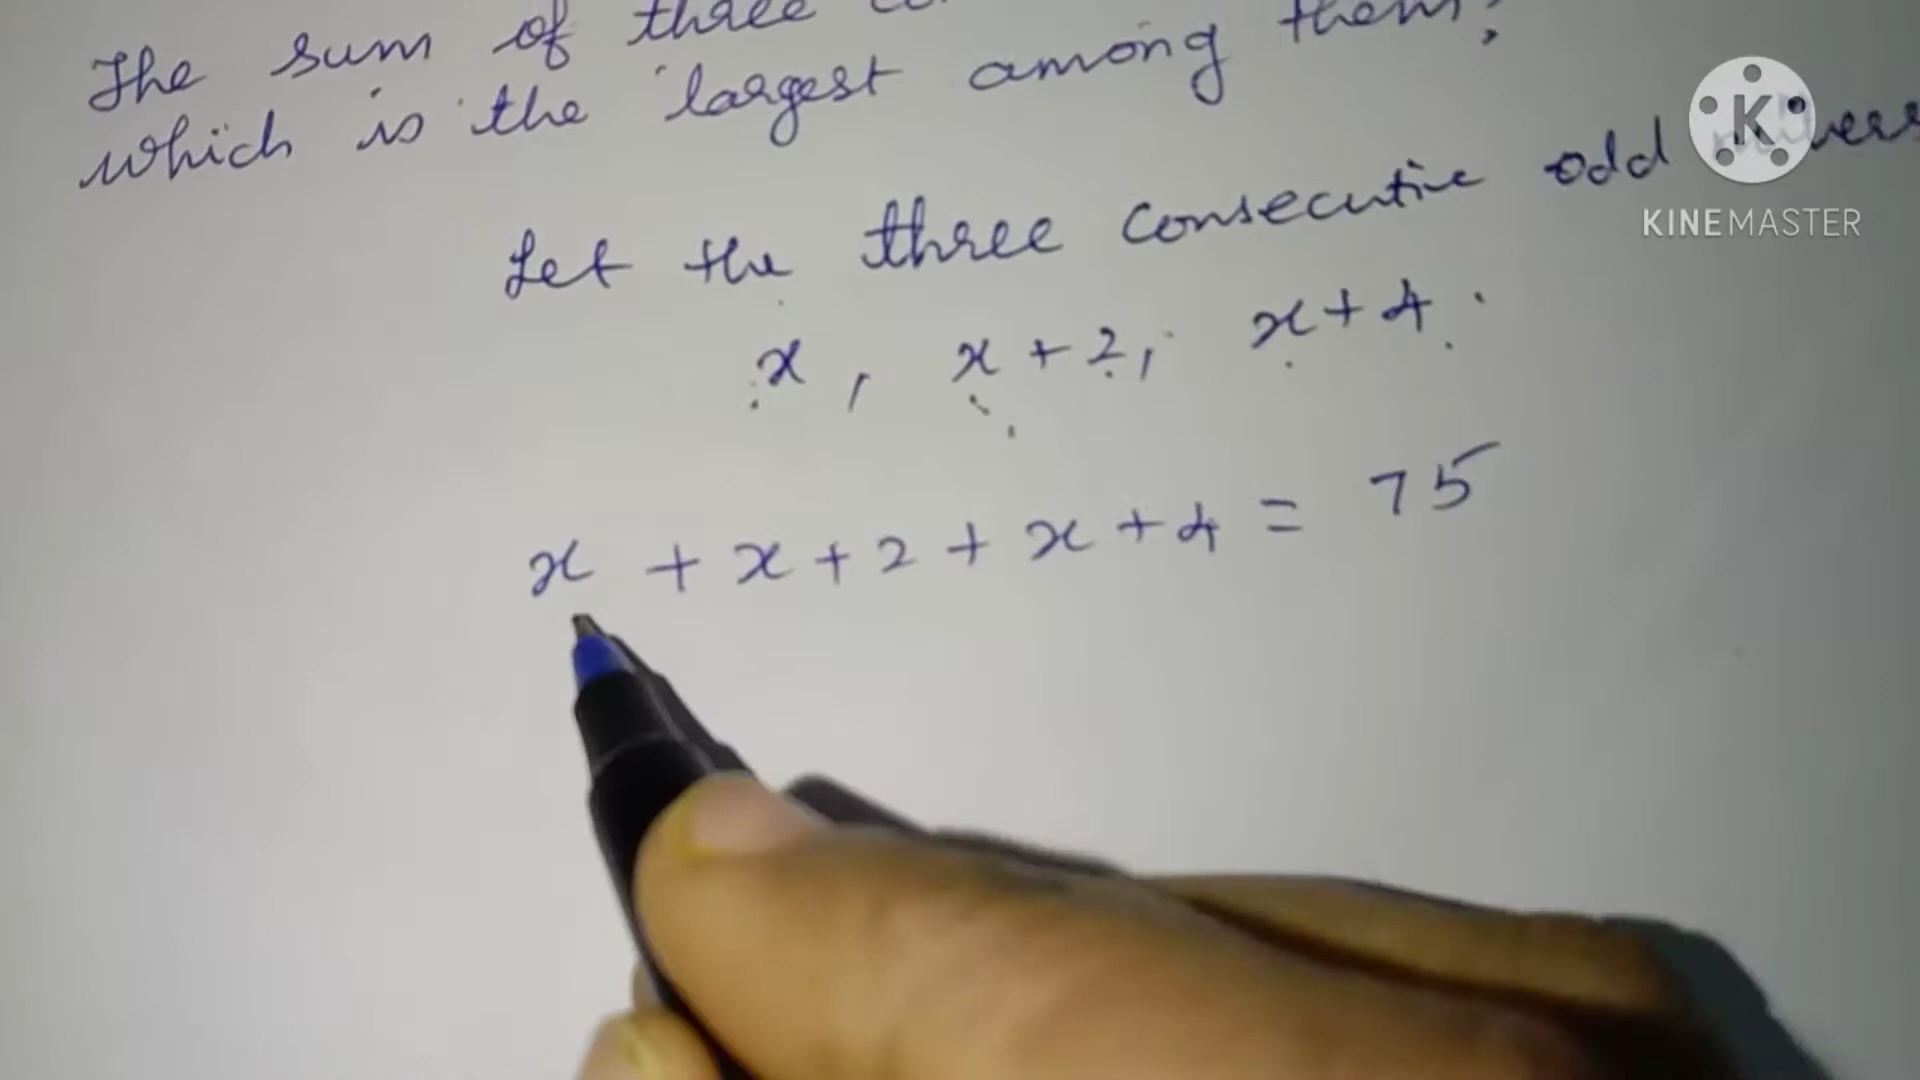 The sum of three
which is the largest among them?
Let the three consecutive odd
x, x+2, x+4.
x + x + 2 + x + 4 = 75
K
KINEMASTER